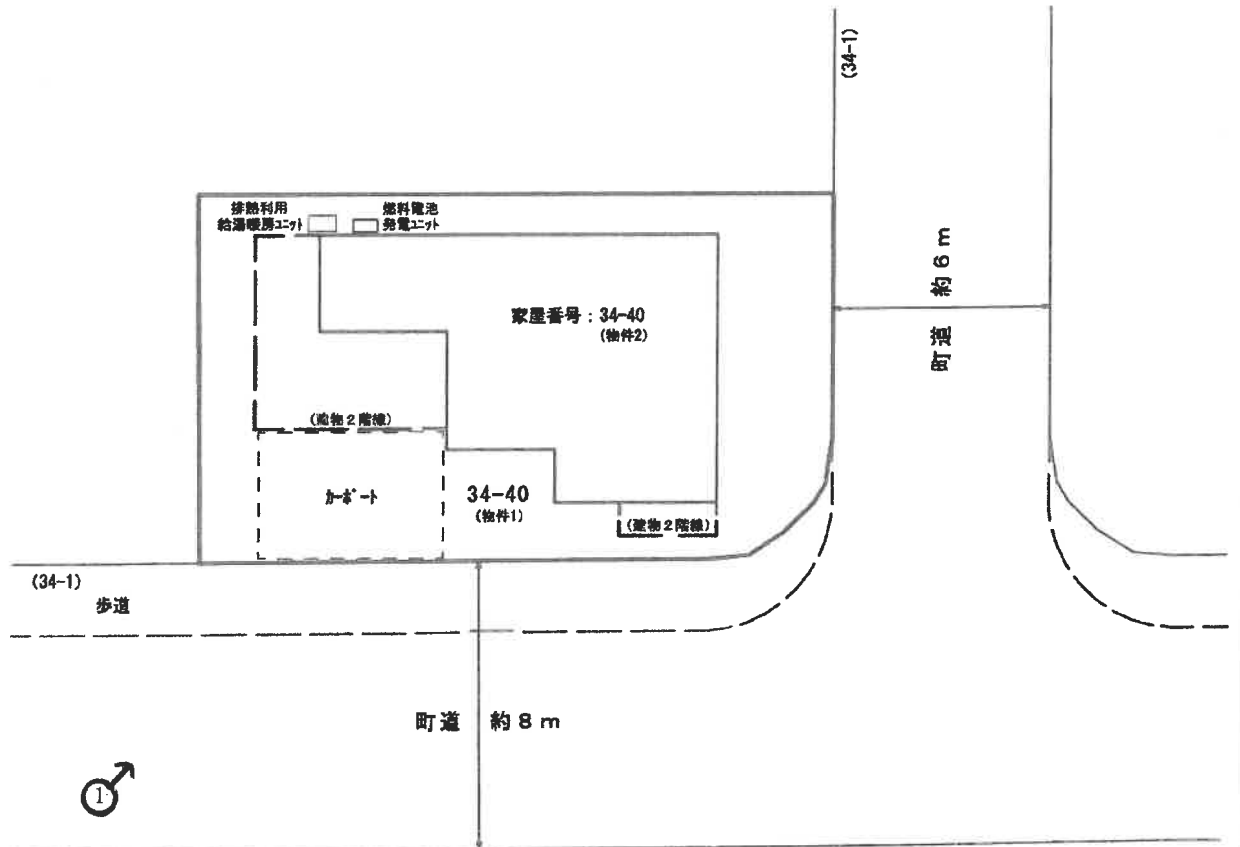 (34-1)
排熱利用
給湯暖房ユニット
燃料電池
発電ユニット
家屋番号：34-40
(物件2)
町道 約6m
(建物2階線)
カーポート
34-40
(物件1)
(建物2階線)
(34-1)
歩道
町道 約8m
1